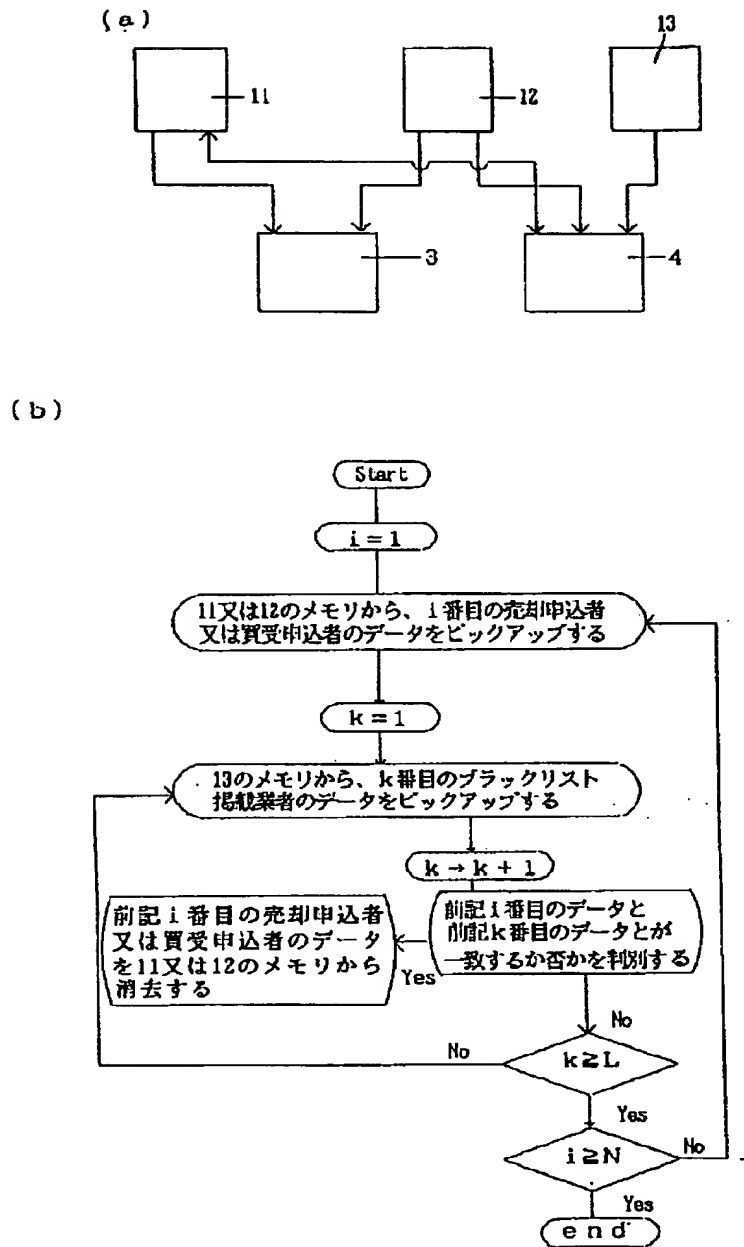 (a)
13
11
12
3
4
(b)
Start
i=1
11又は12のメモリから、i番目の売却申込者
又は買受申込者のデータをピックアップする
k=1
13のメモリから、k番目のブラックリスト
掲載業者のデータをピックアップする
k→k+1
前記i番目の売却申込者
又は買受申込者のデータ
を11又は12のメモリから
消去する
Yes
前記i番目のデータと
前記k番目のデータとが
一致するか否かを判別する
No
No
k≧L
Yes
i≧N
No
Yes
end